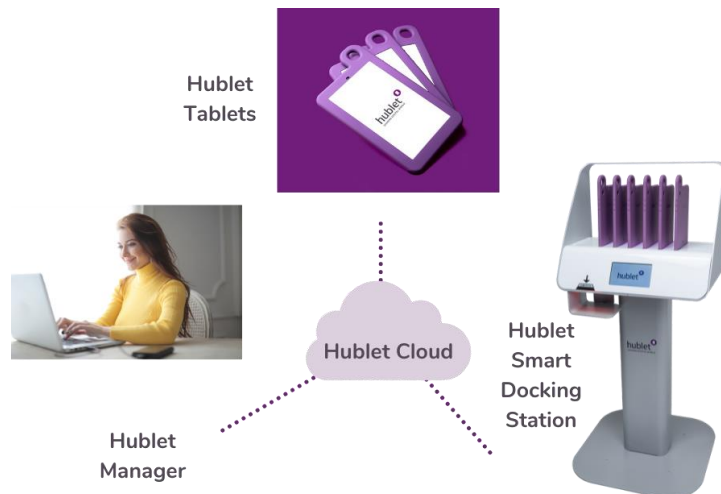 Hublet
Tablets
hublet
Hublet Cloud
hublet
Hublet
Smart
Docking
Station
hublet
Hublet
Manager